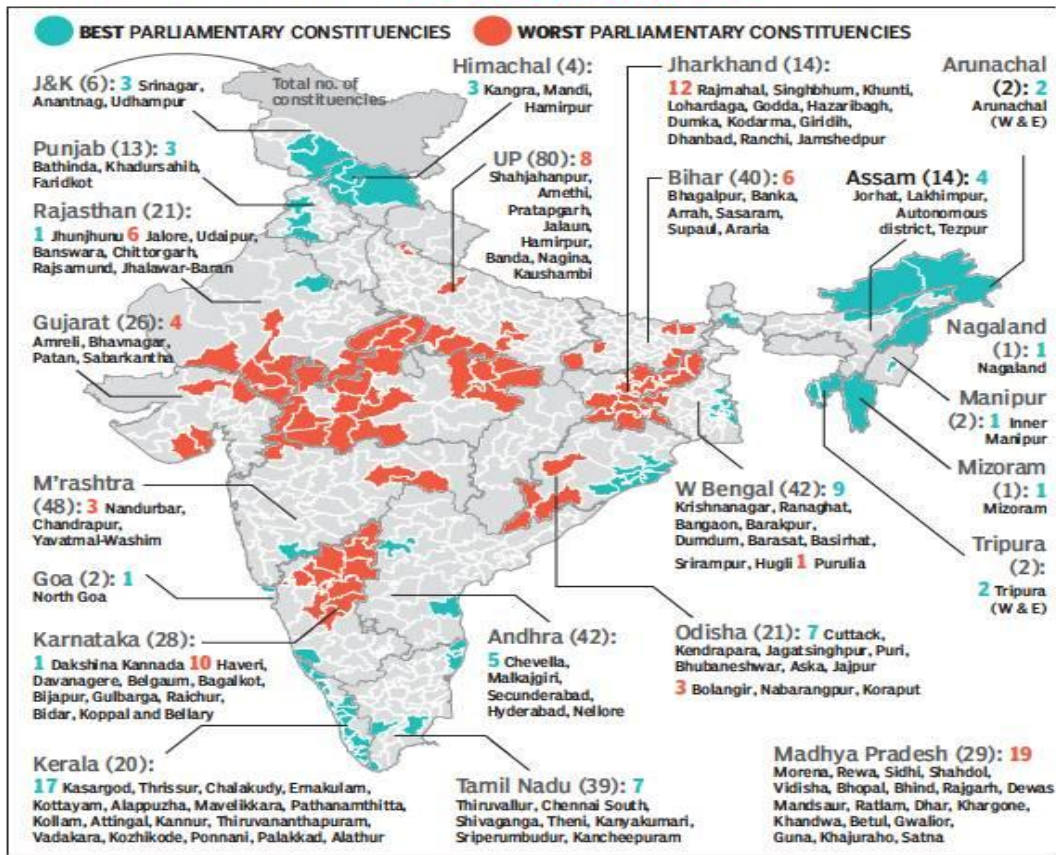 BEST PARLIAMENTARY CONSTITUENCIES
WORST PARLIAMENTARY CONSTITUENCIES
J&K (6): 3 Srinagar,
Anantnag, Udhampur
Total no. of
constituencies
Himachal (4):
3 Kangra, Mandi,
Hamirpur
Jharkhand (14):
12 Rajmahal, Singhbhum, Khunti,
Lohardaga, Godda, Hazaribagh,
Dumka, Kodarma, Giridih,
Dhanbad, Ranchi, Jamshedpur
Arunachal
(2): 2
Arunachal
(W & E)
Punjab (13): 3
Bathinda, Khadursahib,
Faridkot
UP (80): 8
Shahjahanpur,
Amethi,
Pratapgarh,
Jalaun,
Hamirpur,
Banda, Nagina,
Kaushambi
Bihar (40): 6
Bhagalpur, Banka,
Arrah, Sasaram,
Supaul, Araria
Assam (14): 4
Jorhat, Lakhimpur,
Autonomous
district, Tezpur
Rajasthan (21):
1 Jhunjhunu 6 Jalore, Udaipur,
Banswara, Chittorgarh,
Rajsamund, Jhalawar-Baran
Gujarat (26): 4
Amreli, Bhavnagar,
Patan, Sabarkantha
Nagaland
(1): 1
Nagaland
Manipur
(2): 1 Inner
Manipur
Mizoram
(1): 1
Mizoram
Tripura
(2):
2 Tripura
(W & E)
M'rashtra
(48): 3 Nandurbar,
Chandrapur,
Yavatmal-Washim
W Bengal (42): 9
Krishnanagar, Ranaghat,
Bangaon, Barakpur,
Dumdum, Barasat, Basirhat,
Srirampur, Hugli 1 Purulia
Goa (2): 1
North Goa
Karnataka (28):
1 Dakshina Kannada 10 Haveri,
Davanagere, Belgaum, Bagalkot,
Bijapur, Gulbarga, Raichur,
Bidar, Koppal and Bellary
Andhra (42):
5 Chevella,
Malkajgiri,
Secunderabad,
Hyderabad, Nellore
Odisha (21): 7 Cuttack,
Kendrapara, Jagatsinghpur, Puri,
Bhubaneshwar, Aska, Jajpur
3 Bolangir, Nabarangpur, Koraput
Kerala (20):
17 Kasargod, Thrissur, Chalakudy, Ernakulam,
Kottayam, Alappuzha, Mavelikkara, Pathanamthitta,
Kollam, Attingal, Kannur, Thiruvananthapuram,
Vadakara, Kozhikode, Ponnani, Palakkad, Alathur
Tamil Nadu (39): 7
Thiruvallur, Chennai South,
Shivaganga, Theni, Kanyakumari,
Sriperumbudur, Kancheepuram
Madhya Pradesh (29): 19
Morena, Rewa, Sidhi, Shahdol,
Vidisha, Bhopal, Bhind, Rajgarh, Dewas
Mandsaur, Ratlam, Dhar, Khargone,
Khandwa, Betul, Gwalior,
Guna, Khajuraho, Satna